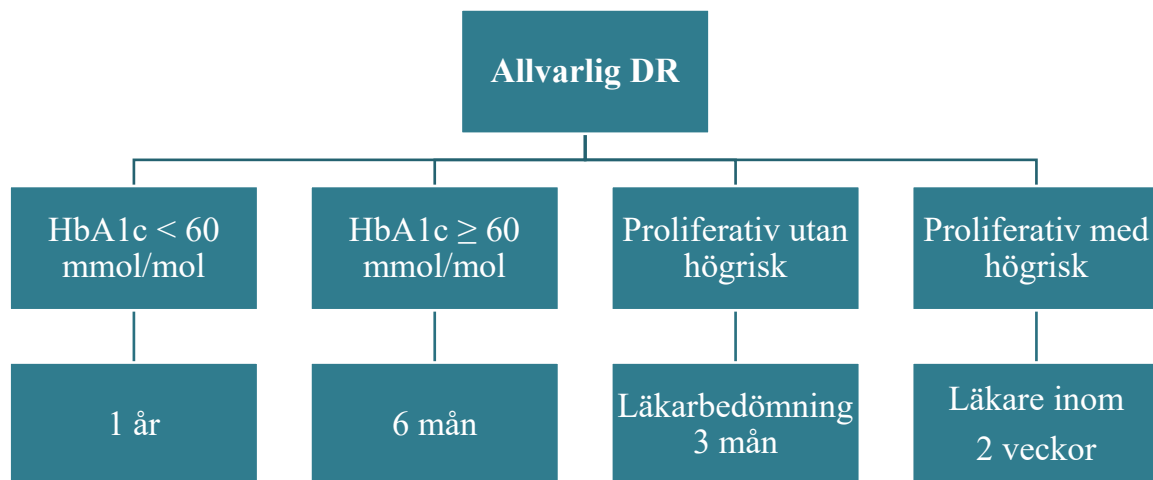 Allvarlig DR
HbA1c < 60
mmol/mol
HbA1c ≥ 60
mmol/mol
Proliferativ utan
högrisk
Proliferativ med
högrisk
1 år
6 mån
Läkarbedömning
3 mån
Läkare inom
2 veckor